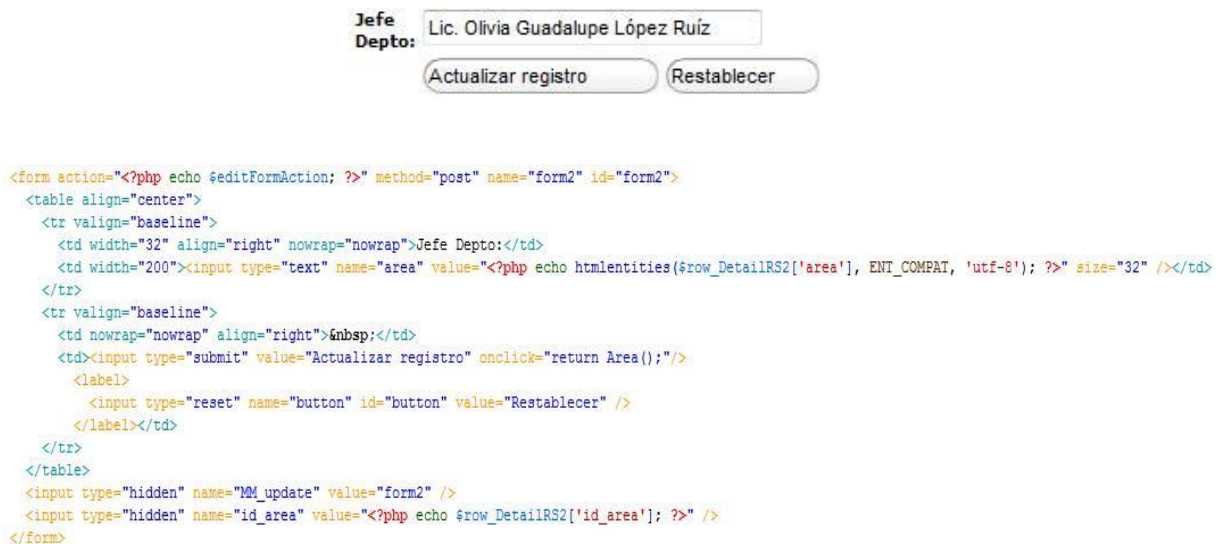 Jefe
Depto:
Lic. Olivia Guadalupe López Ruíz
Actualizar registro
Restablecer
<form action="<?php echo $editFormAction; ?>" method="post" name="form2" id="form2">
<table align="center">
<tr valign="baseline">
<td width="32" align="right" nowrap="nowrap">Jefe Depto:</td>
<td width="200"><input type="text" name="area" value="<?php echo htmlentities($row_DetailRS2['area'], ENT_COMPAT, 'utf-8'); ?>" size="32" /></td>
</tr>
<tr valign="baseline">
<td nowrap="nowrap" align="right">&nbsp;</td>
<td><input type="submit" value="Actualizar registro" onclick="return Area();"/>
<label>
<input type="reset" name="button" id="button" value="Restablecer" />
</label></td>
</tr>
</table>
<input type="hidden" name="MM_update" value="form2" />
<input type="hidden" name="id_area" value="<?php echo $row_DetailRS2['id_area']; ?>" />
</form>